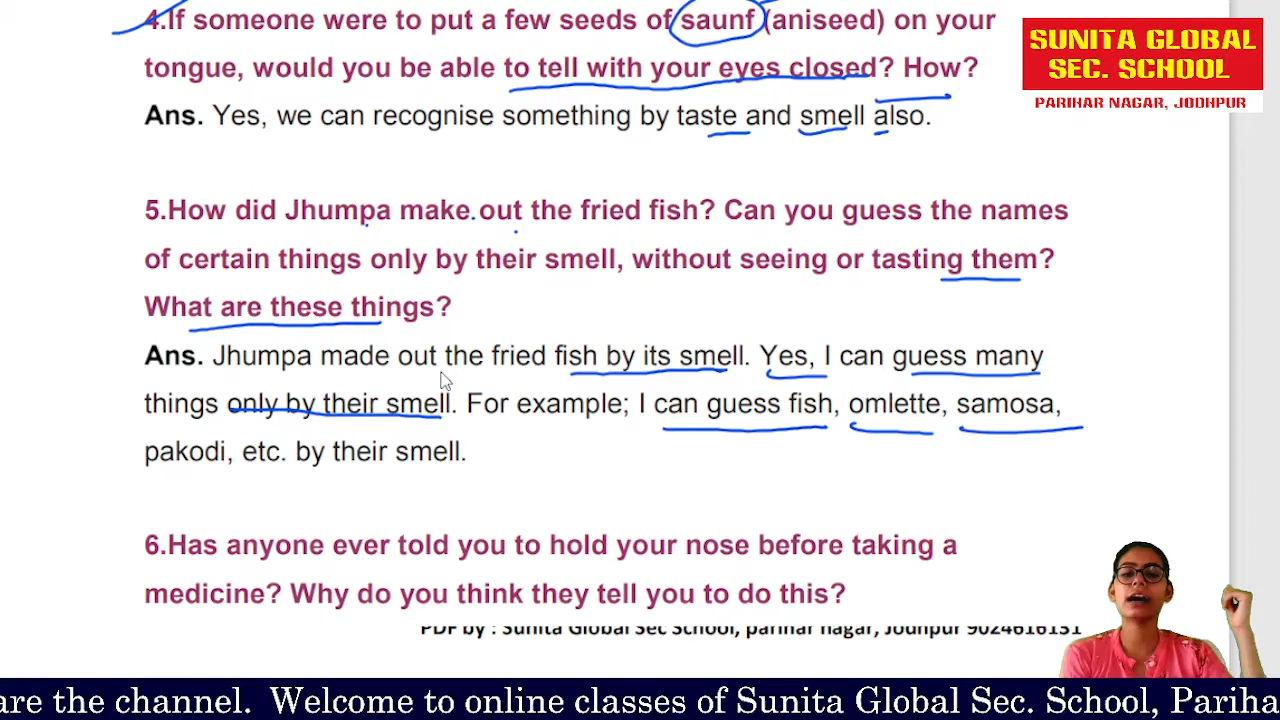 4.If someone were to put a few seeds of saunf (aniseed) on your
tongue, would you be able to tell with your eyes closed? How?
Ans. Yes, we can recognise something by taste and smell also.
5.How did Jhumpa make out the fried fish? Can you guess the names
of certain things only by their smell, without seeing or tasting them?
What are these things?
Ans. Jhumpa made out the fried fish by its smell. Yes, I can guess many
things only by their smell. For example; I can guess fish, omlette, samosa,
pakodi, etc. by their smell.
6.Has anyone ever told you to hold your nose before taking a
medicine? Why do you think they tell you to do this?
PDF by : Sunita Global Sec School, parihar nagar, Jodhpur 9024616131
SUNITA GLOBAL
SEC. SCHOOL
PARIHAR NAGAR, JODHPUR
are the channel. Welcome to online classes of Sunita Global Sec. School, Pariha